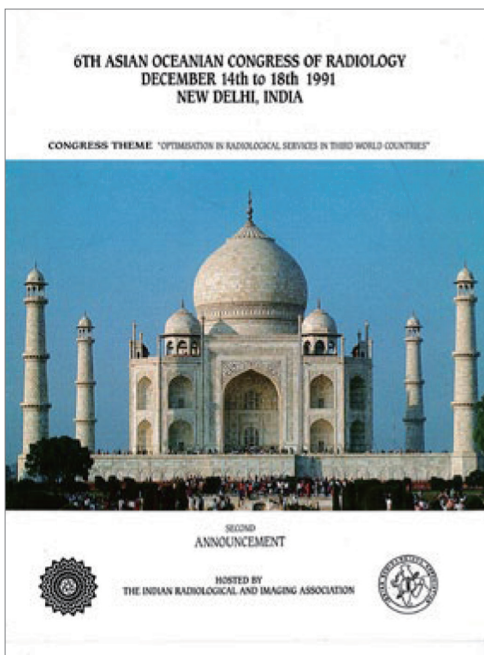 6TH ASIAN OCEANIAN CONGRESS OF RADIOLOGY
DECEMBER 14th to 18th 1991
NEW DELHI, INDIA
CONGRESS THEME "OPTIMISATION IN RADIOLOGICAL SERVICES IN THIRD WORLD COUNTRIES"
SECOND
ANNOUNCEMENT
HOSTED BY
THE INDIAN RADIOLOGICAL AND IMAGING ASSOCIATION